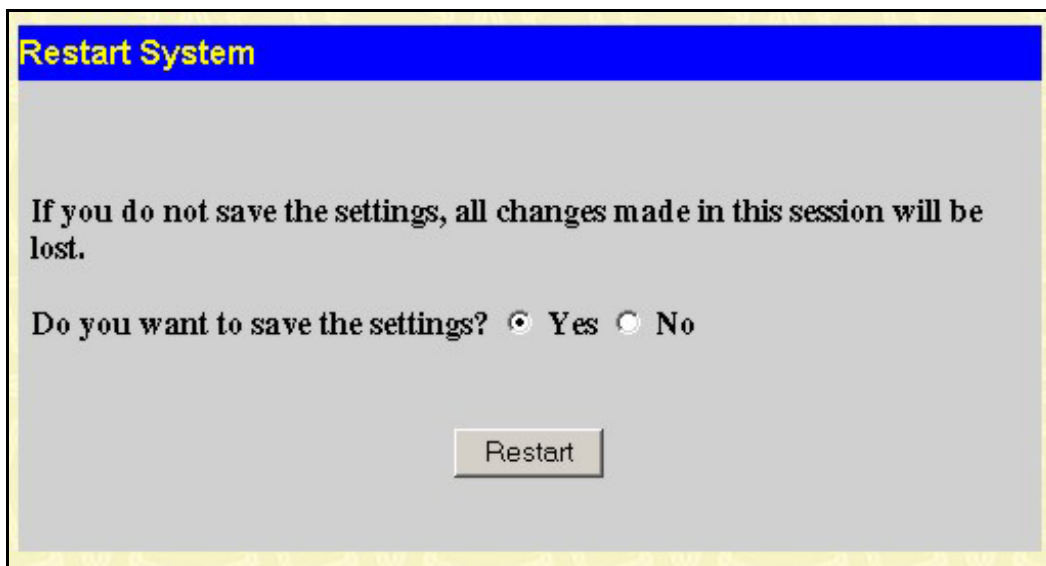 Restart System
If you do not save the settings, all changes made in this session will be
lost.
Do you want to save the settings? Yes No
Restart